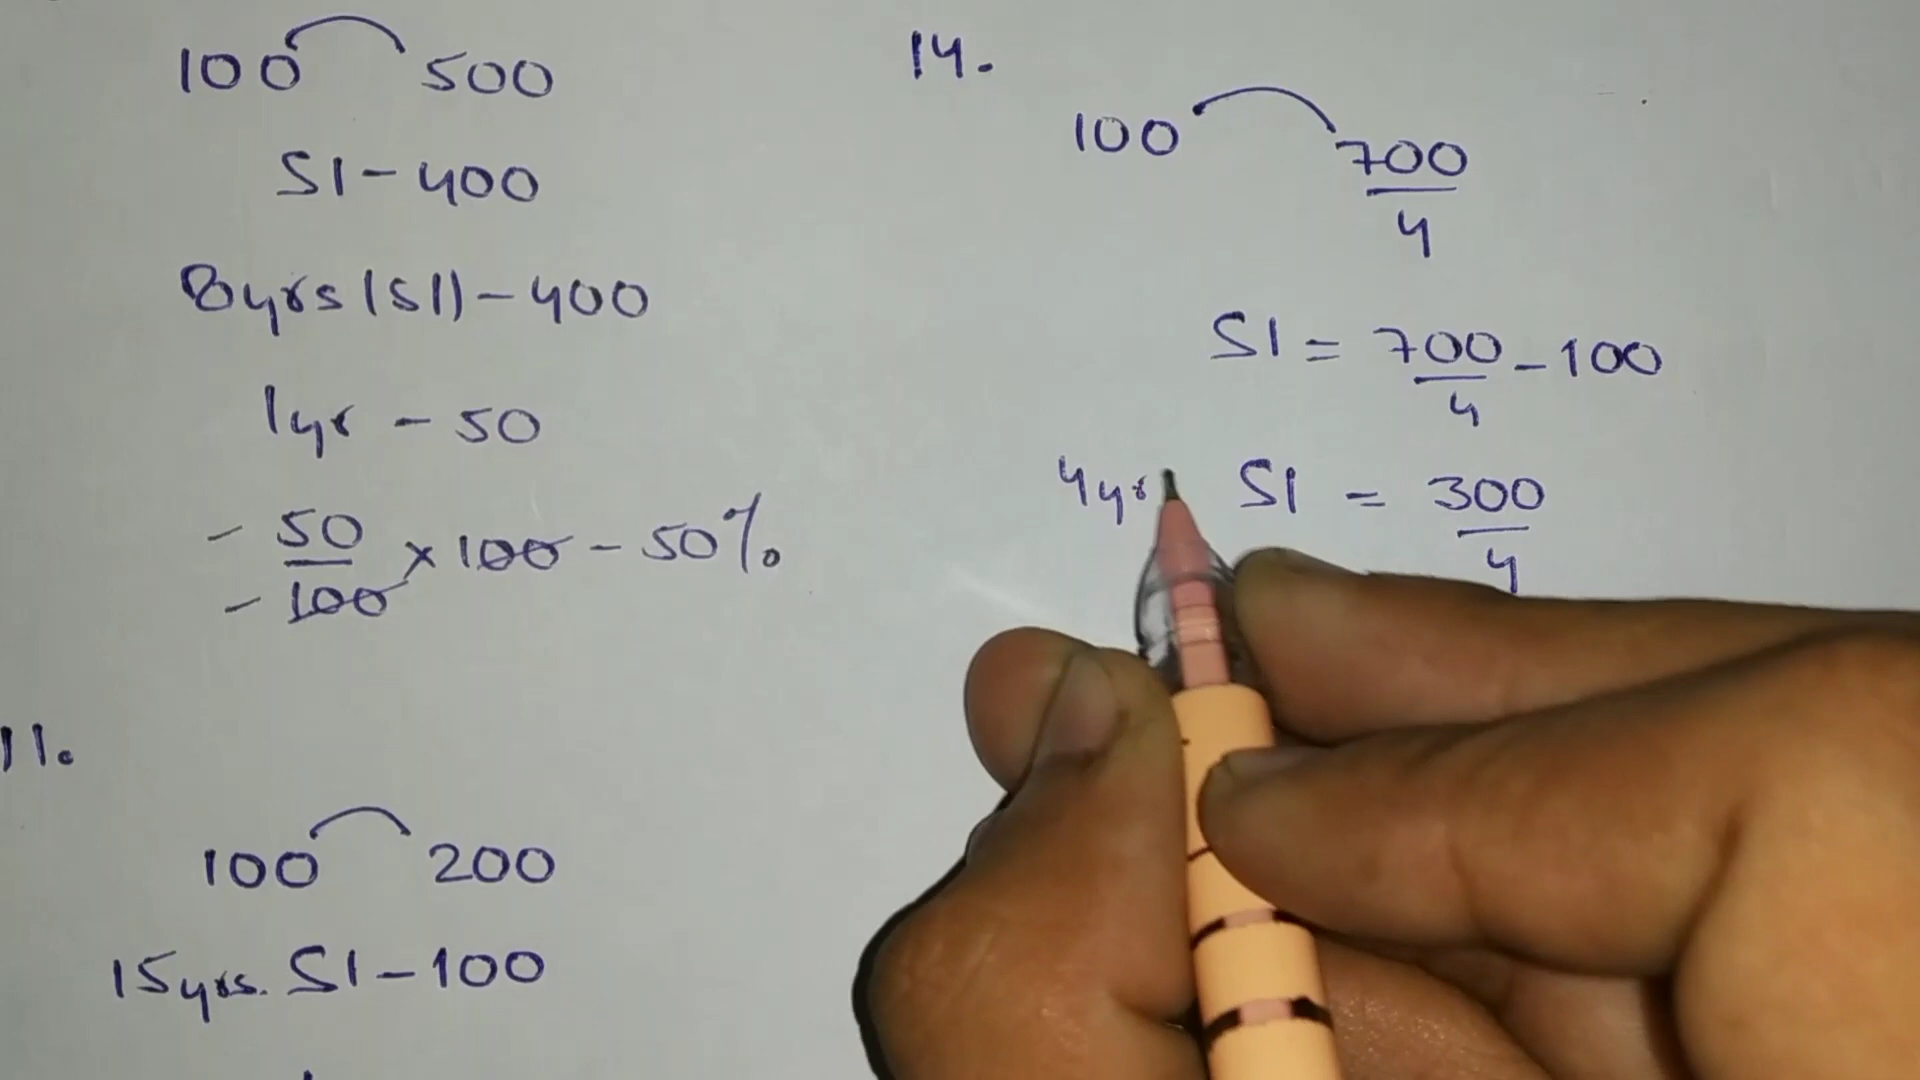 100 500
SI - 400
8yrs (SI) - 400
1yr - 50
- 50/100 × 100 - 50%
11.
100 200
15yrs. SI - 100
14.
100 700/4
SI = 700/4 - 100
4yr SI = 300/4